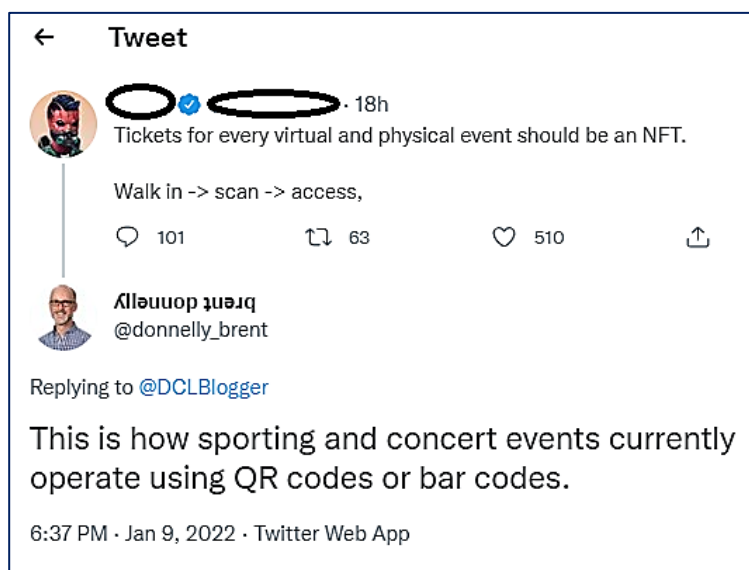 Tweet
· 18h
Tickets for every virtual and physical event should be an NFT.
Walk in -> scan -> access,
101 63 510
brent donnelly
@donnelly_brent
Replying to @DCLBlogger
This is how sporting and concert events currently
operate using QR codes or bar codes.
6:37 PM · Jan 9, 2022 · Twitter Web App